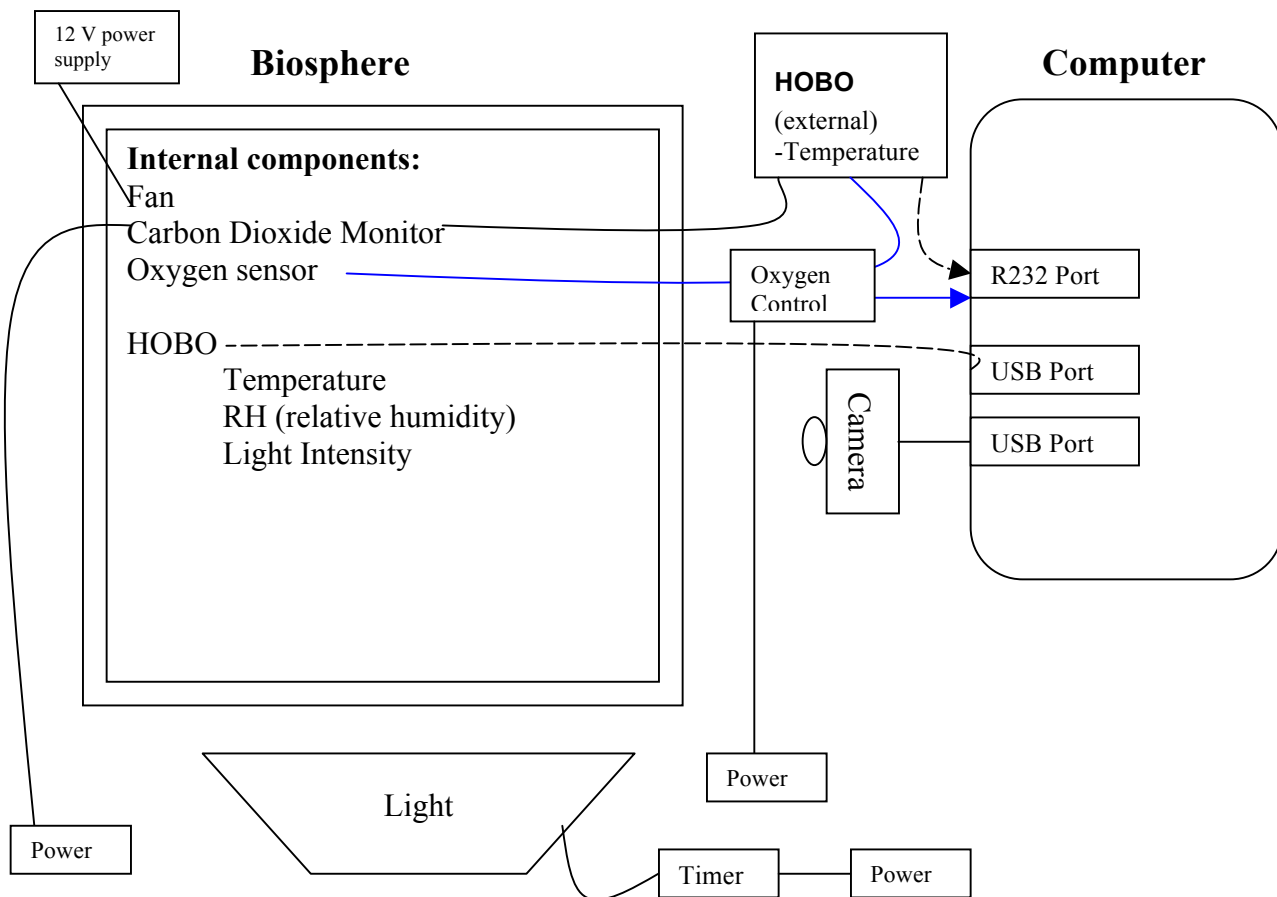 12 V power
supply
Biosphere
Internal components:
Fan
Carbon Dioxide Monitor
Oxygen sensor
HOBO
Temperature
RH (relative humidity)
Light Intensity
HOBO
(external)
-Temperature
Oxygen
Control
Computer
R232 Port
USB Port
USB Port
Camera
Light
Power
Power
Timer
Power